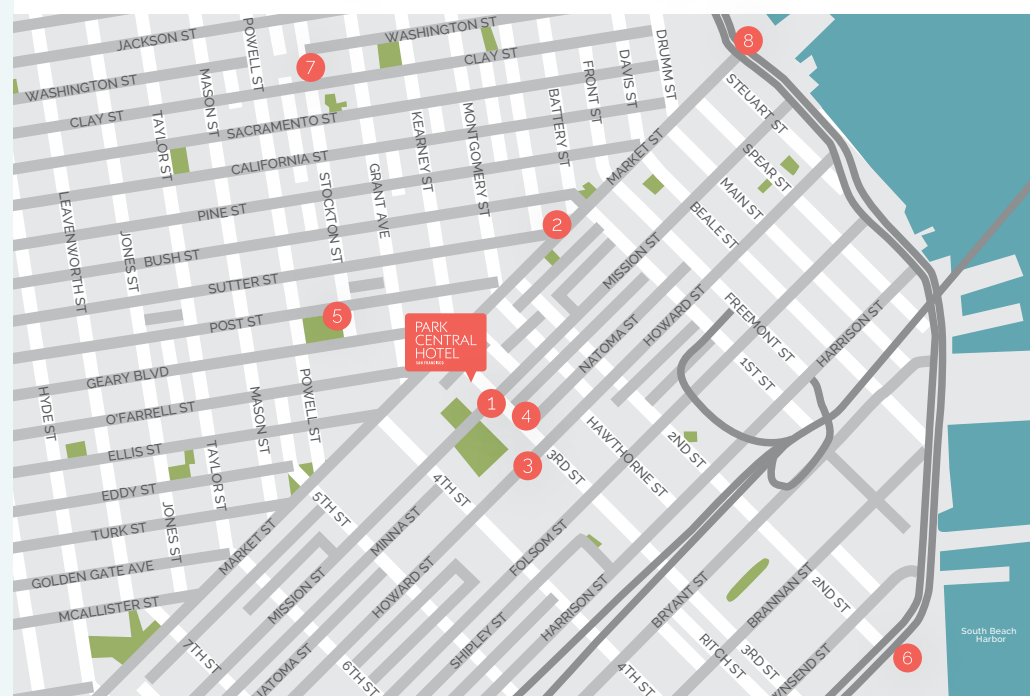 JACKSON ST
POWELL ST
WASHINGTON ST
8
7
CLAY ST
DRUMM ST
DAVIS ST
FRONT ST
WASHINGTON ST
MASON ST
STEUART ST
CLAY ST
SACRAMENTO ST
BATTERY ST
MONTGOMERY ST
KEARNEY ST
TAYLOR ST
CALIFORNIA ST
MARKET ST
SPEAR ST
STOCKTON ST
GRANT AVE
MAIN ST
PINE ST
LEAVENWORTH ST
JONES ST
2
BEALE ST
BUSH ST
MISSION ST
SUTTER ST
5
POST ST
PARK
CENTRAL
HOTEL
SAN FRANCISCO
HOWARD ST
NATOMA ST
FREEMONT ST
HARRISON ST
GEARY BLVD
1ST ST
HYDE ST
O'FARRELL ST
MASON ST
POWELL ST
1
4
ELLIS ST
HAWTHORNE ST
2ND ST
3
3RD ST
TAYLOR ST
EDDY ST
4TH ST
5TH ST
JONES ST
TURK ST
MARKET ST
MINNA ST
FOLSOM ST
GOLDEN GATE AVE
MISSION ST
HOWARD ST
HARRISON ST
BRYANT ST
BRANNAN ST
2ND ST
MCALLISTER ST
SHIPLEY ST
South Beach
Harbor
7TH ST
NATOMA ST
6TH ST
RITCH ST
3RD ST
4TH ST
WNSEND ST
6